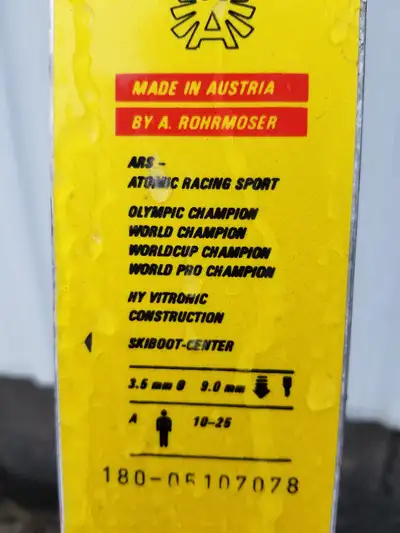 MADE IN AUSTRIA
BY A. ROHRMOSER
ARS -
ATOMIC RACING SPORT
OLYMPIC CHAMPION
WORLD CHAMPION
WORLDCUP CHAMPION
WORLD PRO CHAMPION
HY VITRONIC
CONSTRUCTION
SKIBOOT-CENTER
3.5 mm Ø 9.0 mm
A 10-25
180-05107078